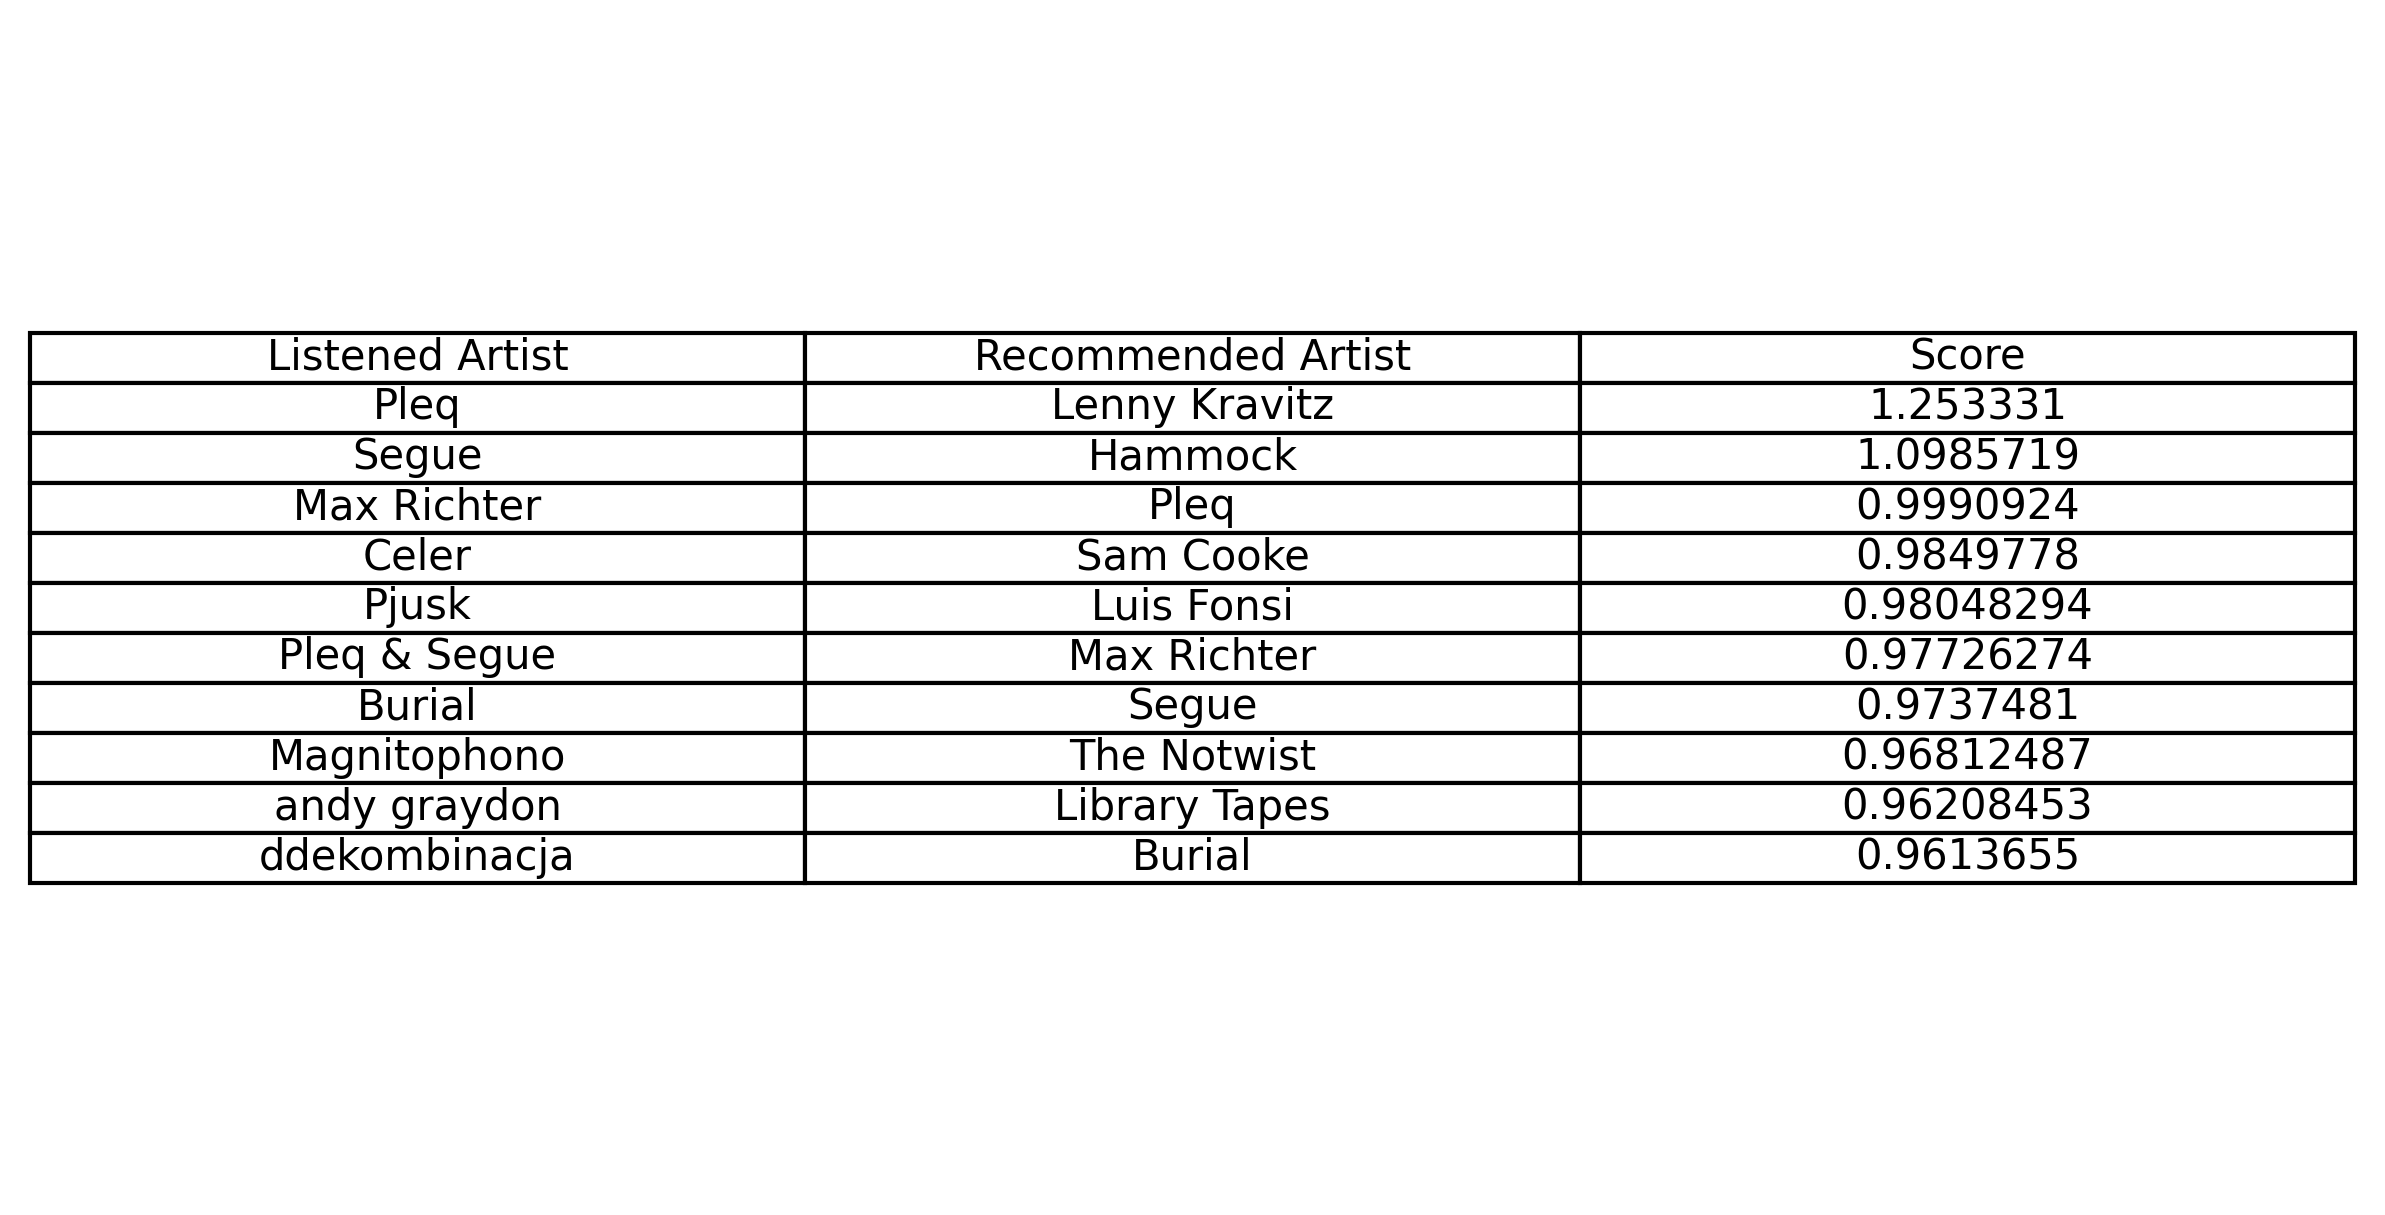 Listened Artist Recommended Artist Score
Pleq Lenny Kravitz 1.253331
Segue Hammock 1.0985719
Max Richter Pleq 0.9990924
Celer Sam Cooke 0.9849778
Pjusk Luis Fonsi 0.98048294
Pleq & Segue Max Richter 0.97726274
Burial Segue 0.9737481
Magnitophono The Notwist 0.96812487
andy graydon Library Tapes 0.96208453
ddekombinacja Burial 0.9613655